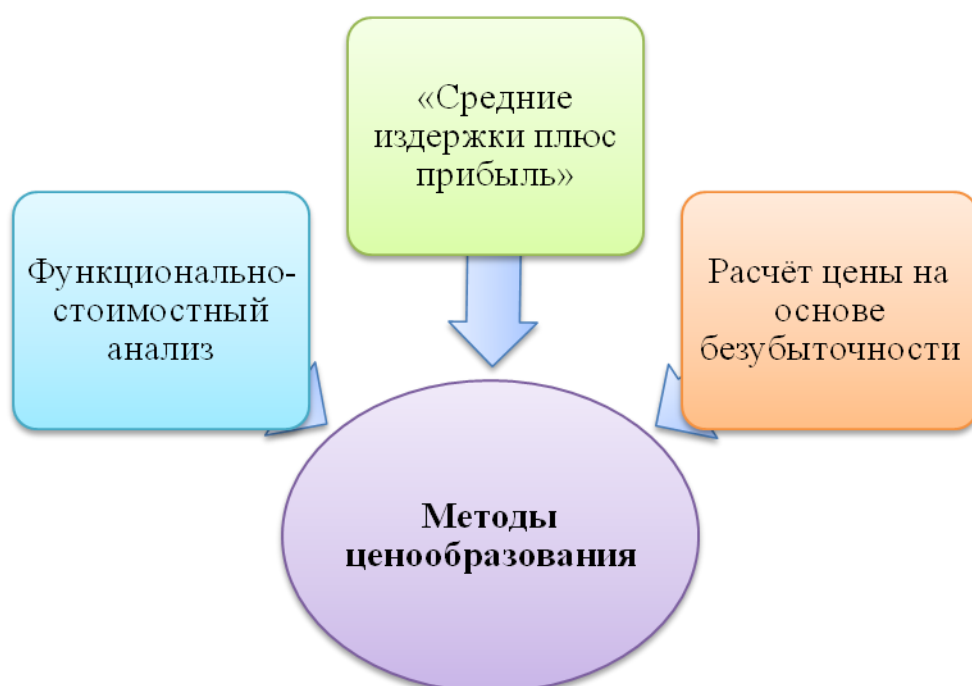 «Средние
издержки плюс
прибыль»
Функционально-
стоимостный
анализ
Расчёт цены на
основе
безубыточности
Методы
ценообразования